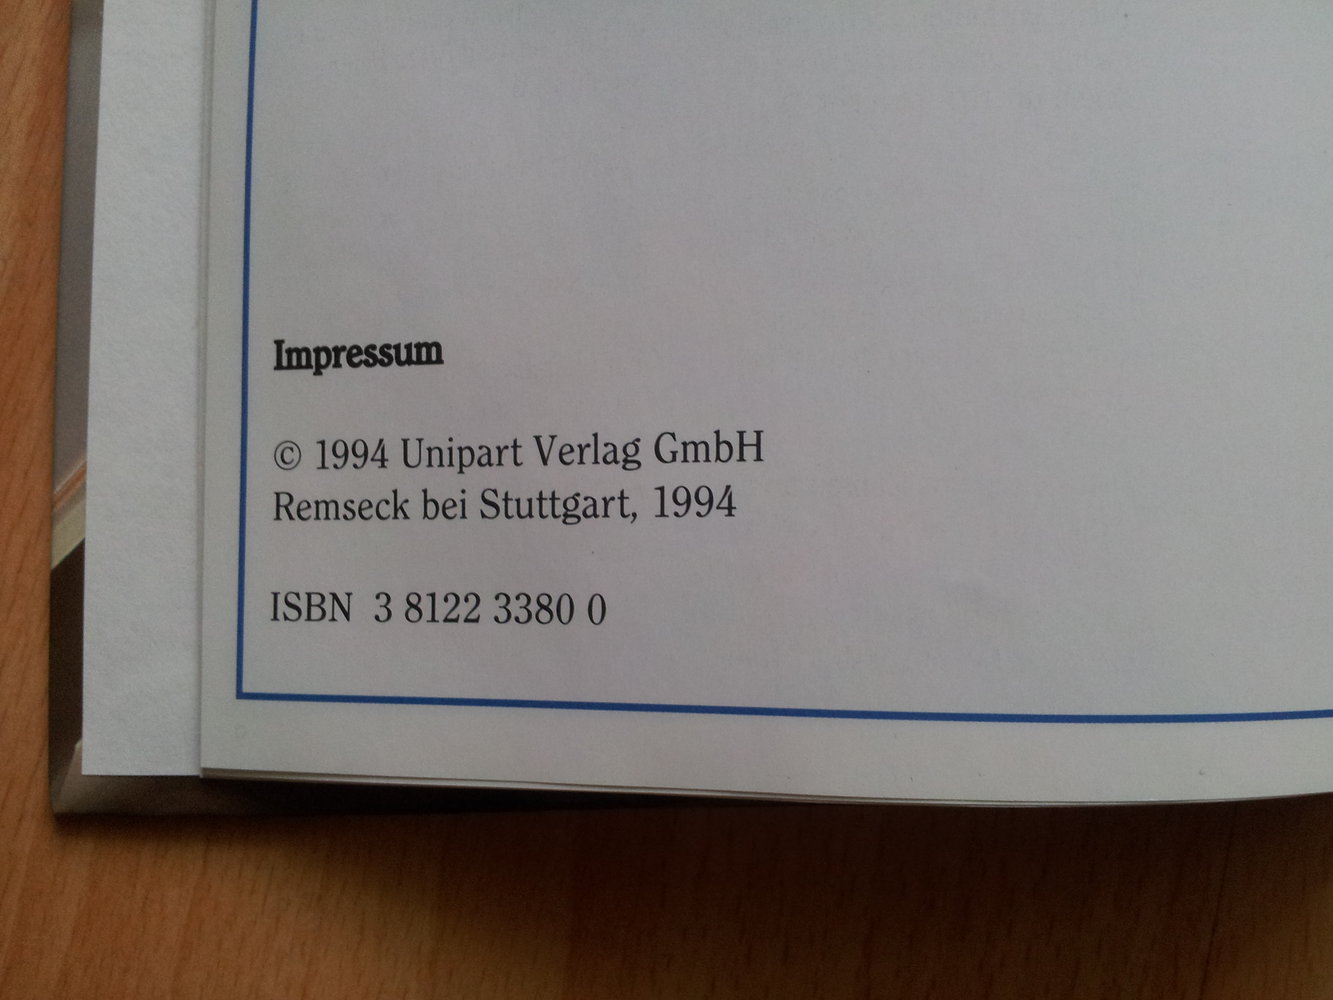 Impressum
© 1994 Unipart Verlag GmbH
Remseck bei Stuttgart, 1994
ISBN 3 8122 3380 0